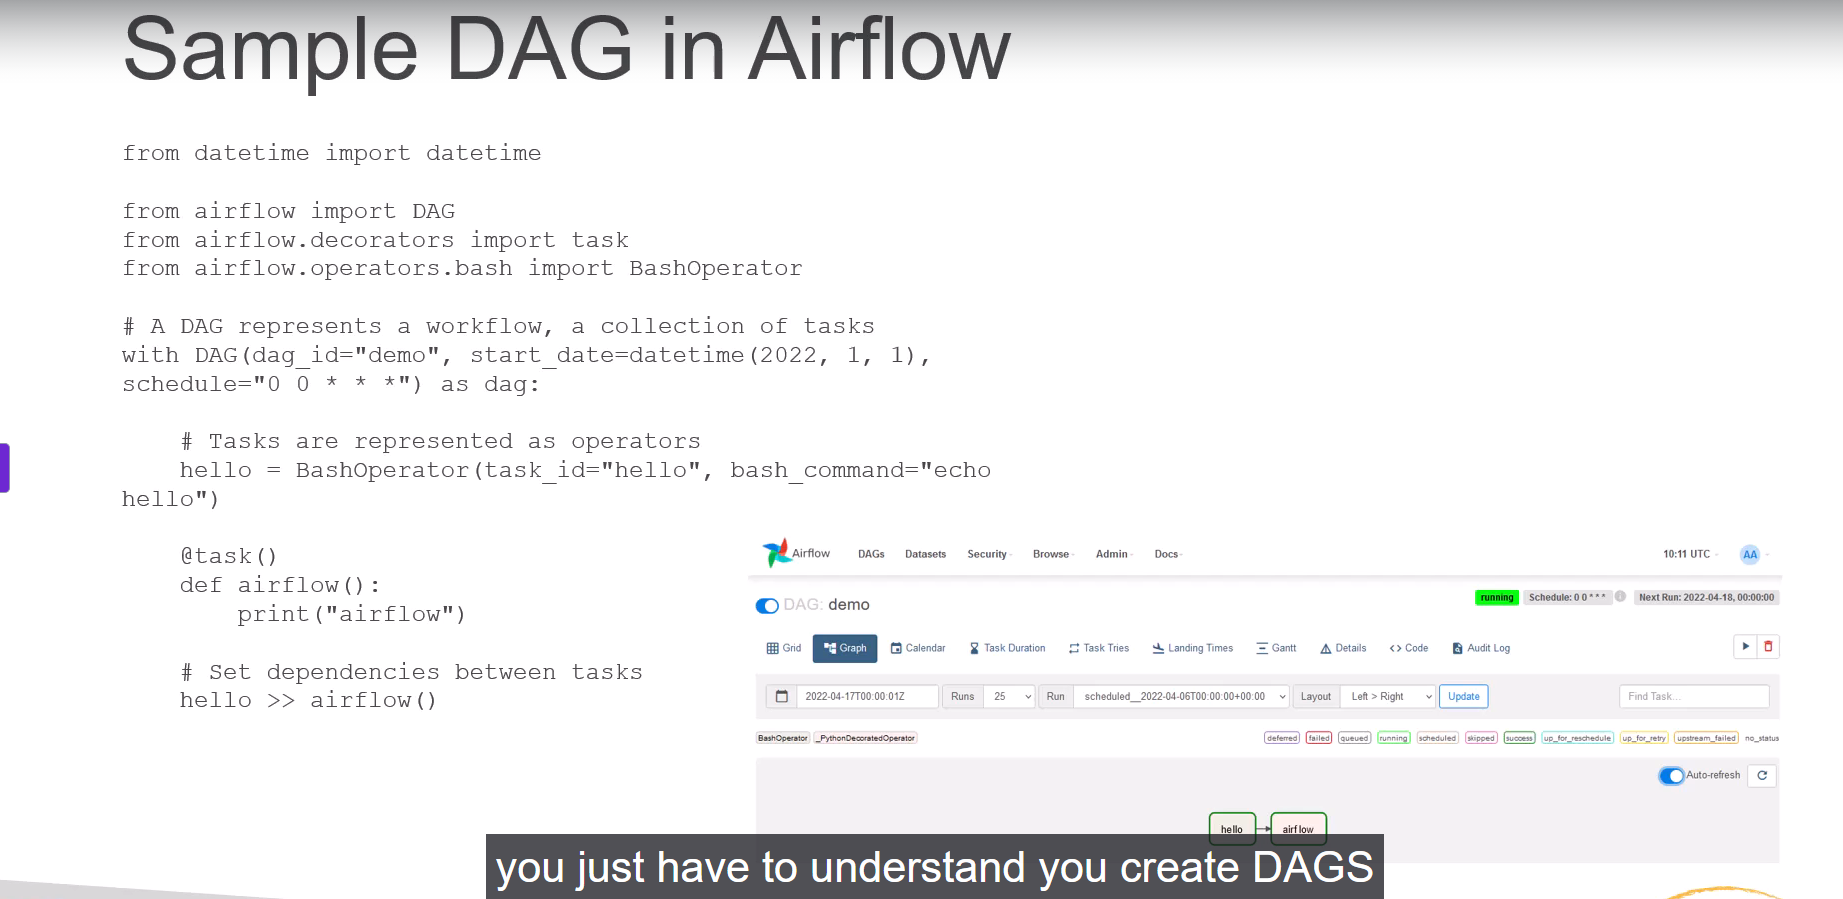 Sample DAG in Airflow
from datetime import datetime
from airflow import DAG
from airflow.decorators import task
from airflow.operators.bash import BashOperator
# A DAG represents a workflow, a collection of tasks
with DAG(dag_id="demo", start_date=datetime(2022, 1, 1),
schedule="0 0 * * *") as dag:
# Tasks are represented as operators
hello = BashOperator(task_id="hello", bash_command="echo
hello")
@task()
def airflow():
print("airflow")
# Set dependencies between tasks
hello >> airflow()
Airflow DAGs Datasets Security Browse Admin Docs 10:11 UTC AA
DAG: demo running Schedule: 0 0 * * * Next Run: 2022-04-18, 00:00:00
Grid Graph Calendar Task Duration Task Tries Landing Times Gantt Details <> Code Audit Log
2022-04-17T00:00:01Z Runs 25 Run scheduled__2022-04-06T00:00:00+00:00 Layout Left > Right Update Find Task...
BashOperator _PythonDecoratedOperator deferred failed queued running scheduled skipped success up_for_reschedule up_for_retry upstream_failed no_status
Auto-refresh
hello airflow
you just have to understand you create DAGS